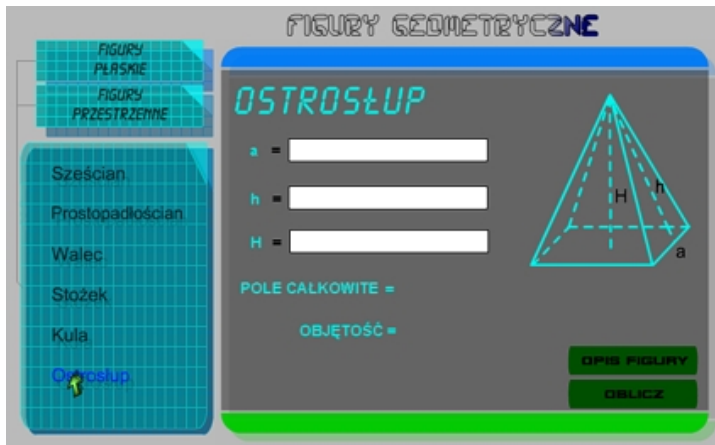 FIGURY GEOMETRYCZNE
FIGURY
PŁASKIE
FIGURY
PRZESTRZENNE
Sześcian
Prostopadłościan
Walec
Stożek
Kula
Ostrosłup
OSTROSŁUP
a =
h =
H =
POLE CAŁKOWITE =
OBJĘTOŚĆ =
H
h
a
OPIS FIGURY
OBLICZ